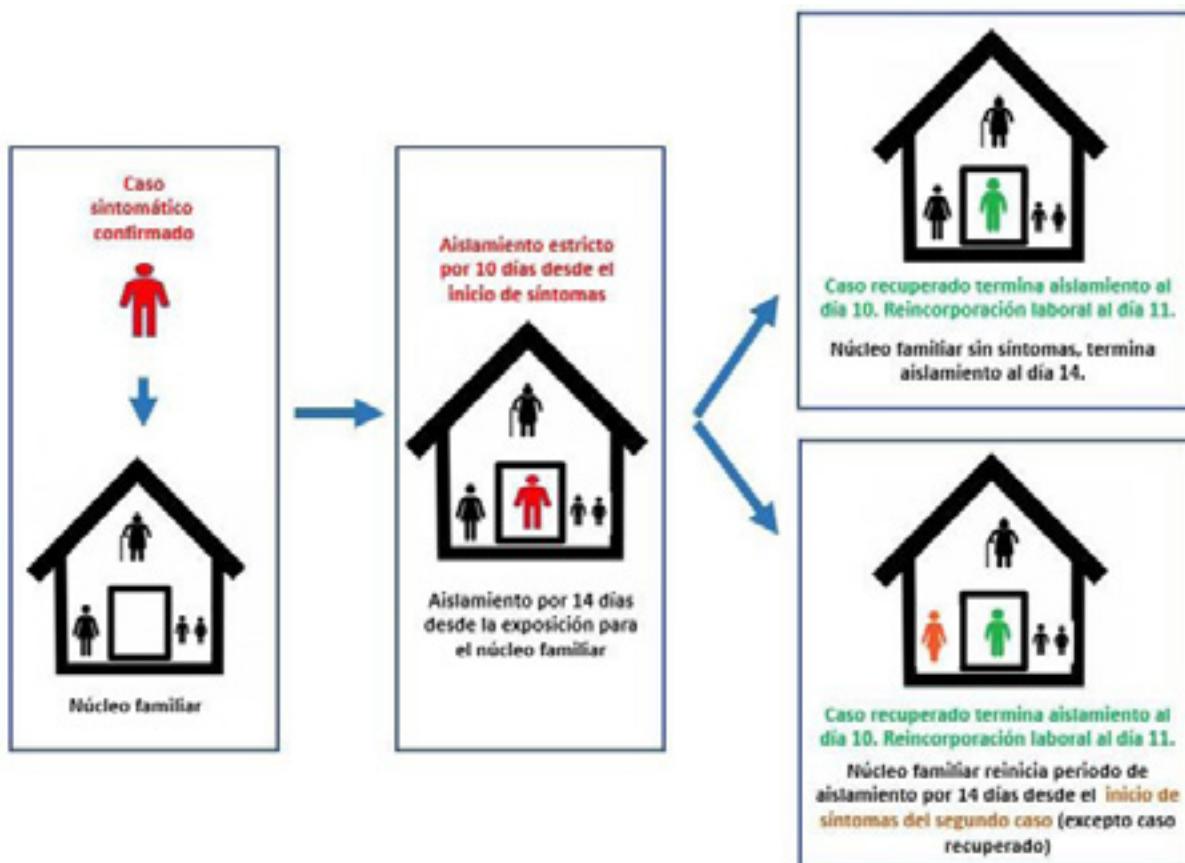 Caso
sintomático
confirmado
Núcleo familiar
Aislamiento estricto
por 10 días desde el
inicio de síntomas
Aislamiento por 14 días
desde la exposición para
el núcleo familiar
Caso recuperado termina aislamiento al
día 10. Reincorporación laboral al día 11.
Núcleo familiar sin síntomas, termina
aislamiento al día 14.
Caso recuperado termina aislamiento al
día 10. Reincorporación laboral al día 11.
Núcleo familiar reinicia periodo de
aislamiento por 14 días desde el inicio de
síntomas del segundo caso (excepto caso
recuperado)